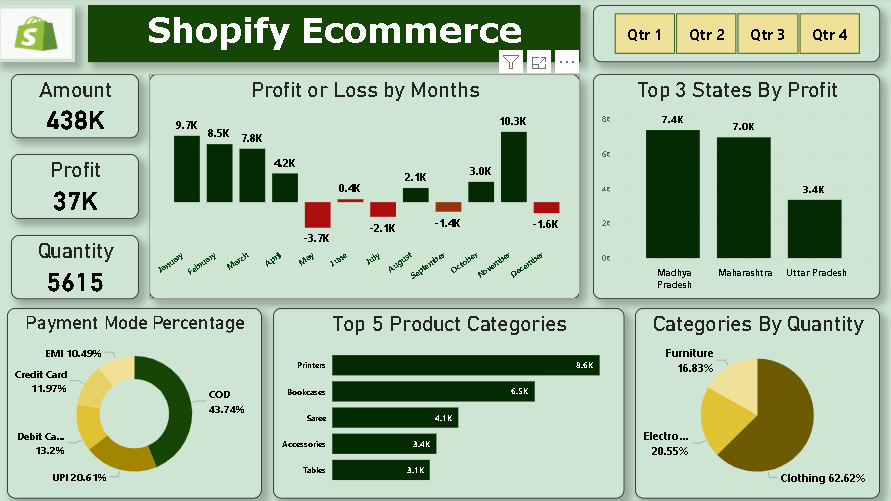 Shopify Ecommerce
Qtr 1
Qtr 2
Qtr 3
Qtr 4
Amount
438K
Profit
37K
Quantity
5615
Profit or Loss by Months
9.7K
8.5K
7.8K
4.2K
-3.7K
0.4K
-2.1K
2.1K
-1.4K
3.0K
10.3K
-1.6K
January
February
March
April
May
June
July
August
September
October
November
December
Top 3 States By Profit
8K
6K
4K
2K
0K
7.4K
7.0K
3.4K
Madhya
Pradesh
Maharashtra
Uttar Pradesh
Payment Mode Percentage
EMI 10.49%
Credit Card
11.97%
Debit Ca...
13.2%
UPI 20.61%
COD
43.74%
Top 5 Product Categories
Printers
8.6K
Bookcases
6.5K
Saree
4.1K
Accessories
3.4K
Tables
3.1K
Categories By Quantity
Furniture
16.83%
Electro...
20.55%
Clothing 62.62%